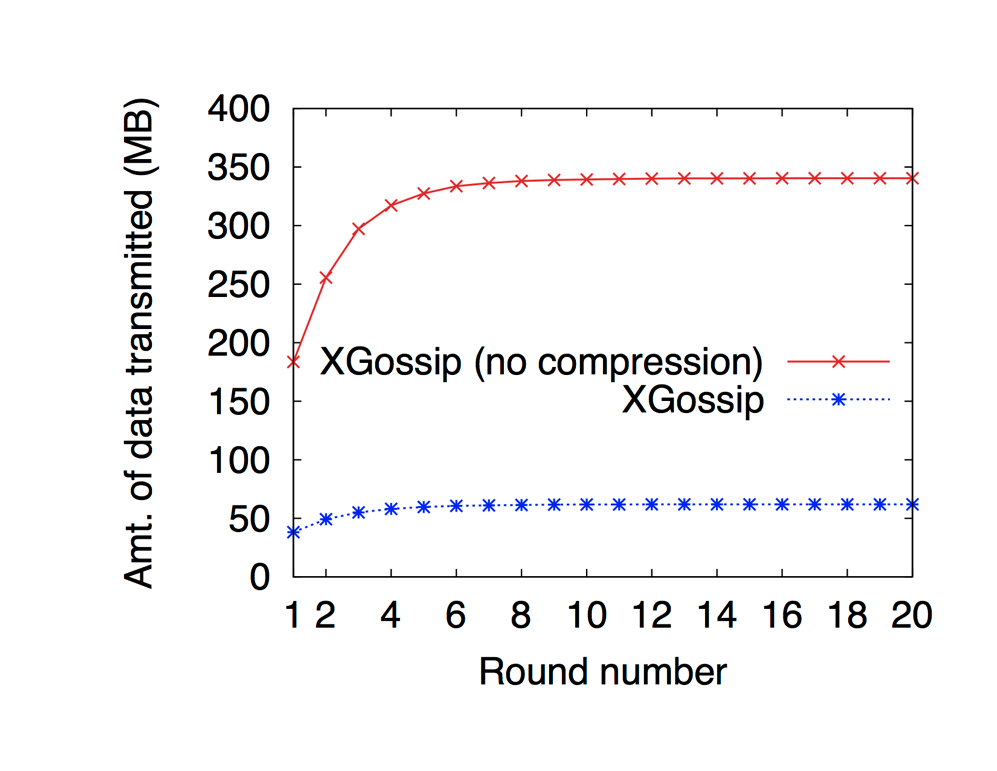 Amt. of data transmitted (MB)
400
350
300
250
200
150
100
50
0
XGossip (no compression)
XGossip
1 2 4 6 8 10 12 14 16 18 20
Round number